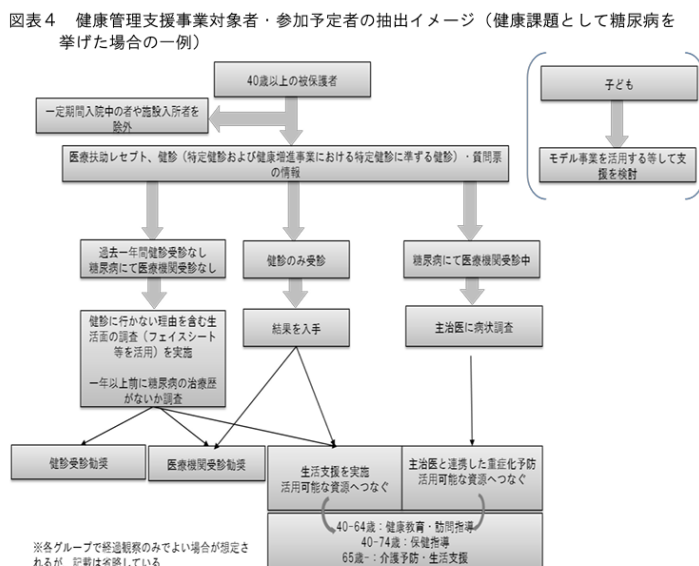 図表４　健康管理支援事業対象者・参加予定者の抽出イメージ（健康課題として糖尿病を
挙げた場合の一例）
40歳以上の被保護者
子ども
一定期間入院中の者や施設入所者を
除外
医療扶助レセプト、健診（特定健診および健康増進事業における特定健診に準ずる健診）・質問票
の情報
モデル事業を活用する等して支
援を検討
過去一年間健診受診なし
糖尿病にて医療機関受診なし
健診のみ受診
糖尿病にて医療機関受診中
健診に行かない理由を含む生
活面の調査（フェイスシート
等を活用）を実施
一年以上前に糖尿病の治療歴
がないか調査
結果を入手
主治医に病状調査
健診受診勧奨
医療機関受診勧奨
生活支援を実施
活用可能な資源へつなぐ
主治医と連携した重症化予防
活用可能な資源へつなぐ
40-64歳：健康教育・訪問指導
40-74歳：保健指導
65歳-：介護予防・生活支援
※各グループで経過観察のみでよい場合が想定さ
れるが、記載は省略している